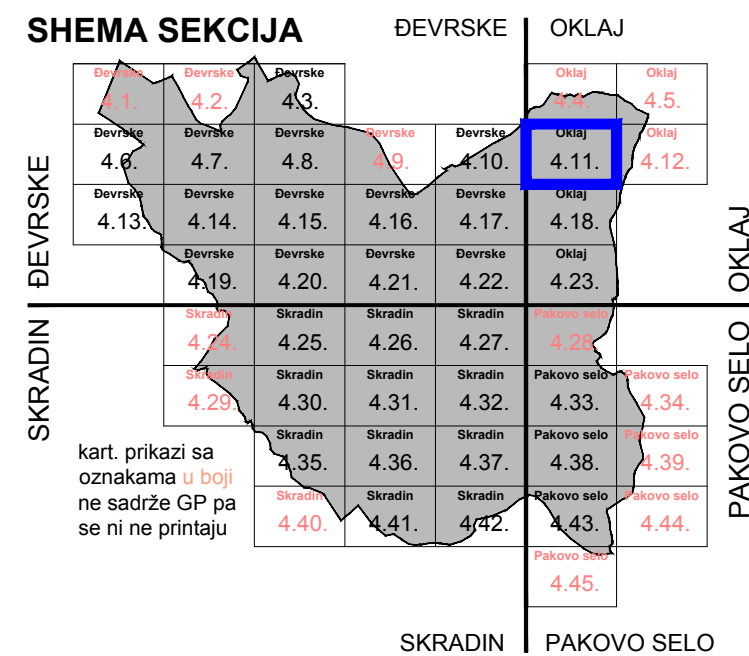 SHEMA SEKCIJA
ĐEVRSKE OKLAJ
Đevrske Đevrske Đevrske Oklaj Oklaj
4.1. 4.2. 4.3. 4.4. 4.5.
Đevrske Đevrske Đevrske Đevrske Đevrske Oklaj Oklaj
4.6. 4.7. 4.8. 4.9. 4.10. 4.11. 4.12.
Đevrske Đevrske Đevrske Đevrske Đevrske Oklaj
4.13. 4.14. 4.15. 4.16. 4.17. 4.18.
Đevrske Đevrske Đevrske Đevrske Oklaj
4.19. 4.20. 4.21. 4.22. 4.23.
ĐEVRSKE
OKLAJ
Skradin Skradin Skradin Skradin Pakovo selo
4.24. 4.25. 4.26. 4.27. 4.28.
Skradin Skradin Skradin Skradin Pakovo selo Pakovo selo
4.29. 4.30. 4.31. 4.32. 4.33. 4.34.
Skradin Skradin Skradin Pakovo selo Pakovo selo
4.35. 4.36. 4.37. 4.38. 4.39.
Skradin Skradin Skradin Pakovo selo Pakovo selo
4.40. 4.41. 4.42. 4.43. 4.44.
Pakovo selo
4.45.
SKRADIN
PAKOVO SELO
kart. prikazi sa
oznakama u boji
ne sadrže GP pa
se ni ne printaju
SKRADIN PAKOVO SELO